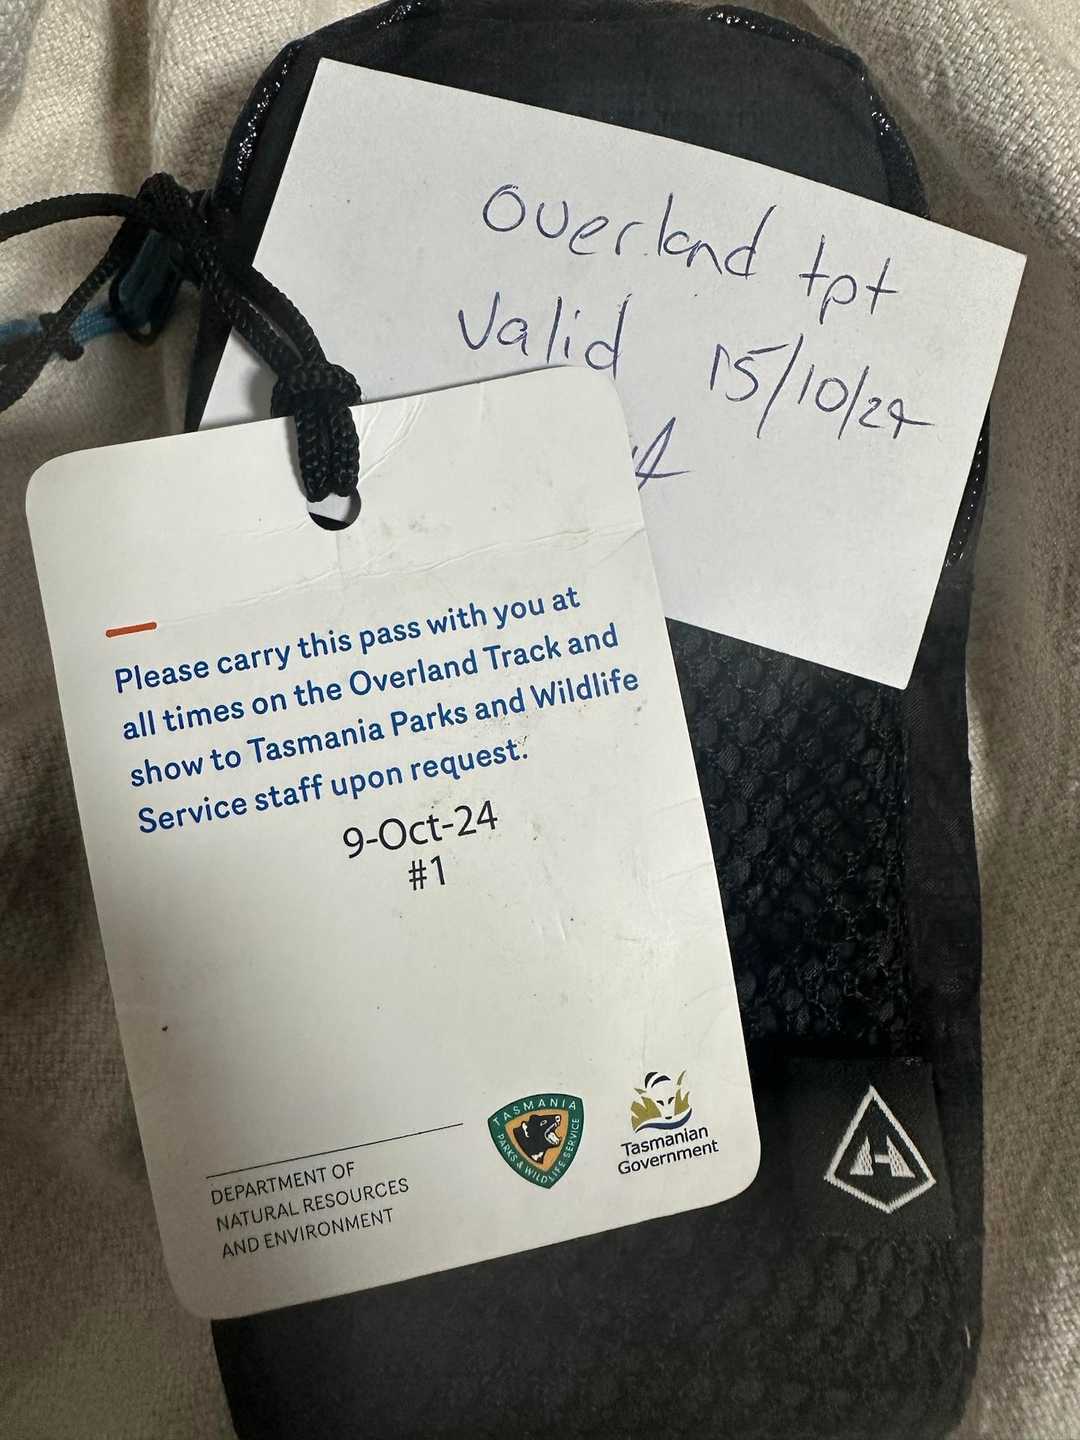 Overland tpt
Valid 15/10/24
Please carry this pass with you at
all times on the Overland Track and
show to Tasmania Parks and Wildlife
Service staff upon request.
9-Oct-24
#1
DEPARTMENT OF
NATURAL RESOURCES
AND ENVIRONMENT
TASMANIA
PARKS & WILDLIFE SERVICE
Tasmanian
Government